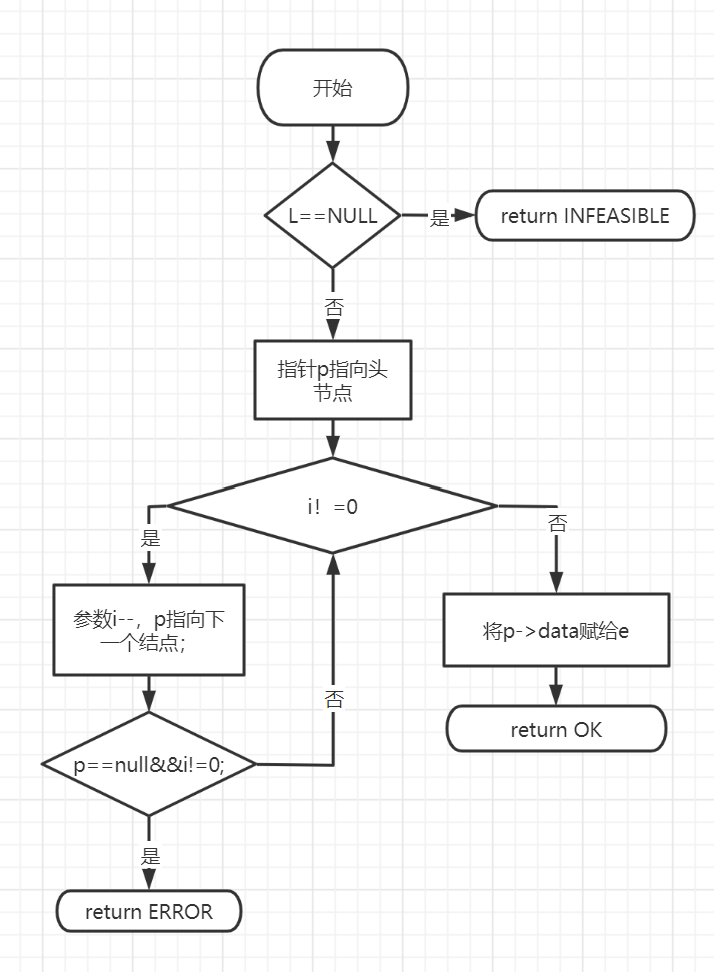 开始
L==NULL
是
return INFEASIBLE
否
指针p指向头
节点
i！=0
是
否
参数i--，p指向下
一个结点；
将p->data赋给e
否
return OK
p==null&&i!=0;
是
return ERROR